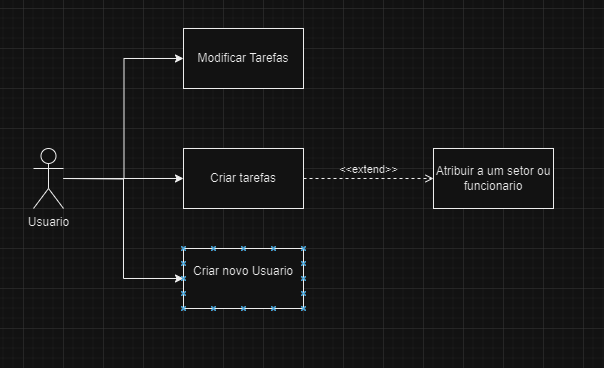 Modificar Tarefas
Criar tarefas
<<extend>>
Atribuir a um setor ou
funcionario
Usuario
Criar novo Usuario